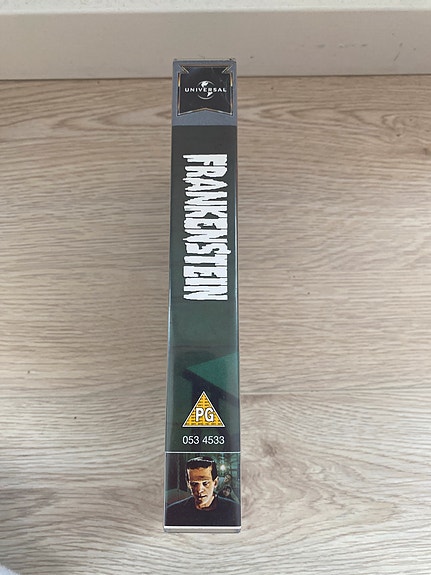 UNIVERSAL
FRANKENSTEIN
PG
053 4533